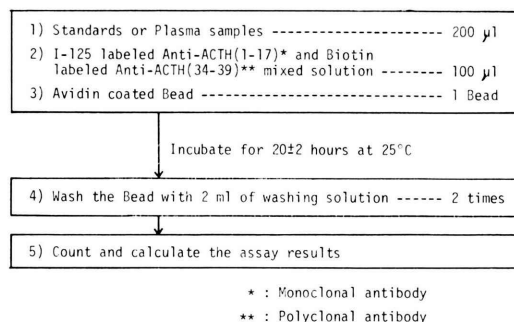 1) Standards or Plasma samples ---------------------- 200 µl
2) I-125 labeled Anti-ACTH(1-17)* and Biotin
labeled Anti-ACTH(34-39)** mixed solution ------- 100 µl
3) Avidin coated Bead ------------------------------- 1 Bead
Incubate for 20±2 hours at 25°C
4) Wash the Bead with 2 ml of washing solution ------ 2 times
5) Count and calculate the assay results
* : Monoclonal antibody
** : Polyclonal antibody